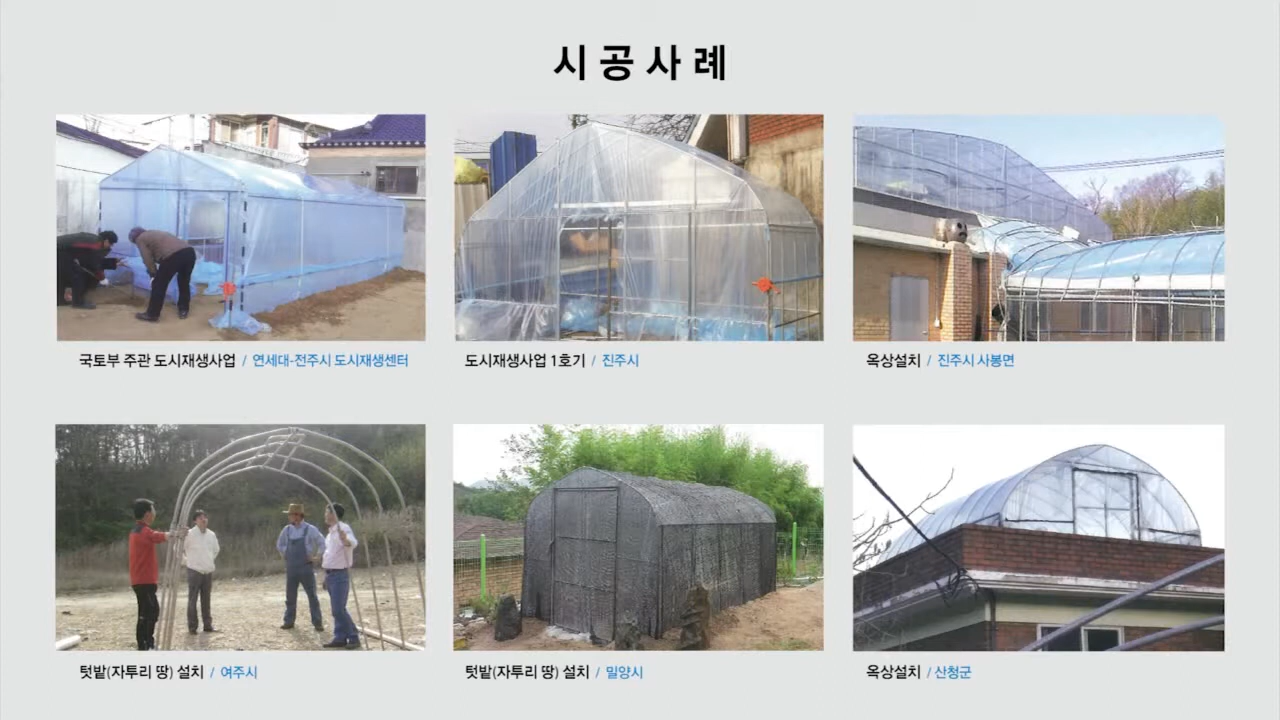 시공사례
국토부 주관 도시재생사업 / 연세대-전주시 도시재생센터
도시재생사업 1호기 / 진주시
옥상설치 / 진주시 사봉면
텃밭(자투리 땅) 설치 / 여주시
텃밭(자투리 땅) 설치 / 밀양시
옥상설치 / 산청군